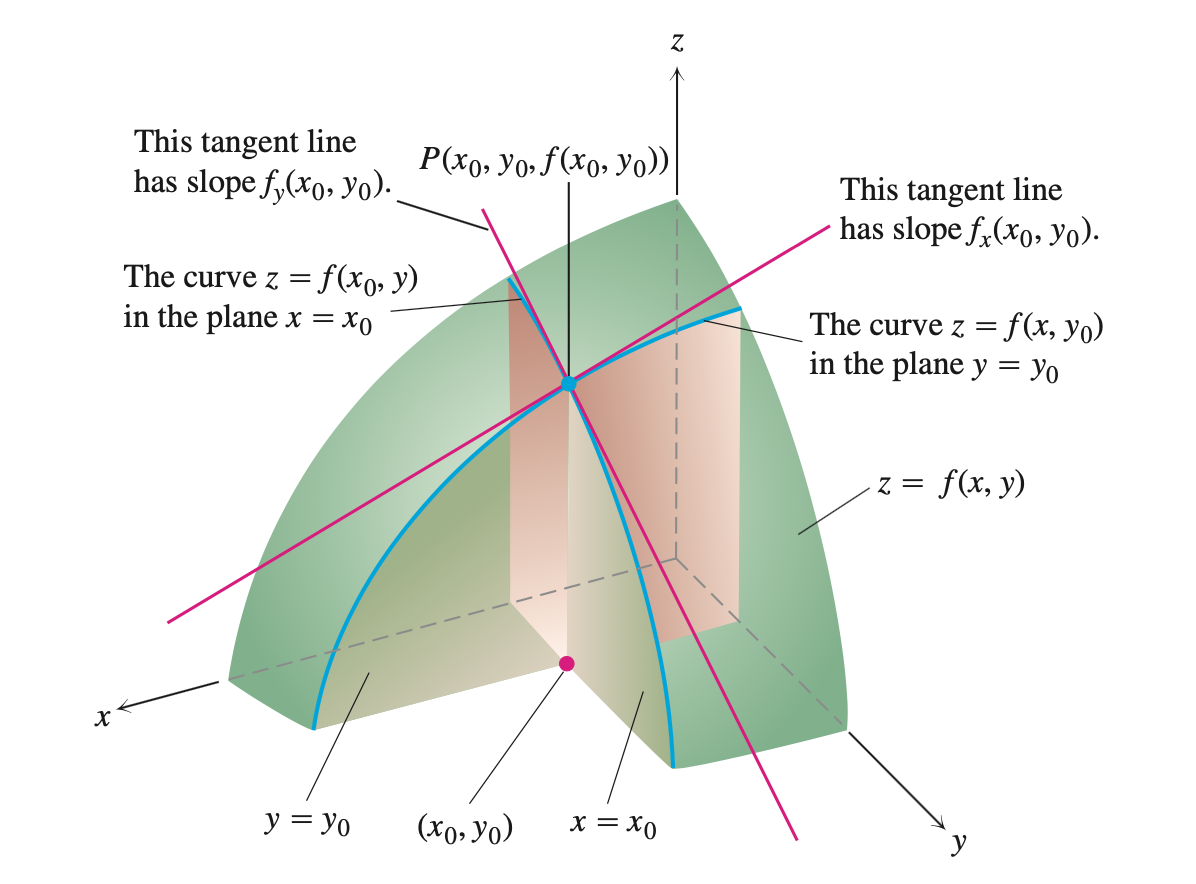 z
This tangent line
has slope f_y(x_0, y_0).
P(x_0, y_0, f(x_0, y_0))
This tangent line
has slope f_x(x_0, y_0).
The curve z = f(x_0, y)
in the plane x = x_0
The curve z = f(x, y_0)
in the plane y = y_0
z = f(x, y)
x
y = y_0
(x_0, y_0)
x = x_0
y